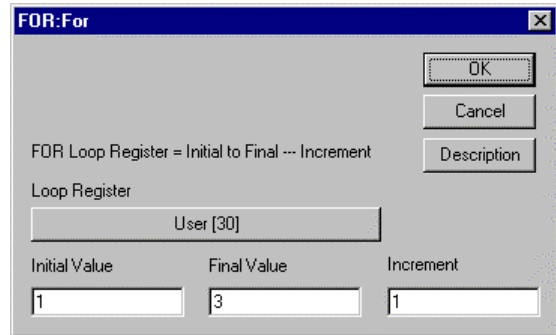 FOR:For
OK
Cancel
FOR Loop Register = Initial to Final --- Increment
Description
Loop Register
User [30]
Initial Value Final Value Increment
1 3 1